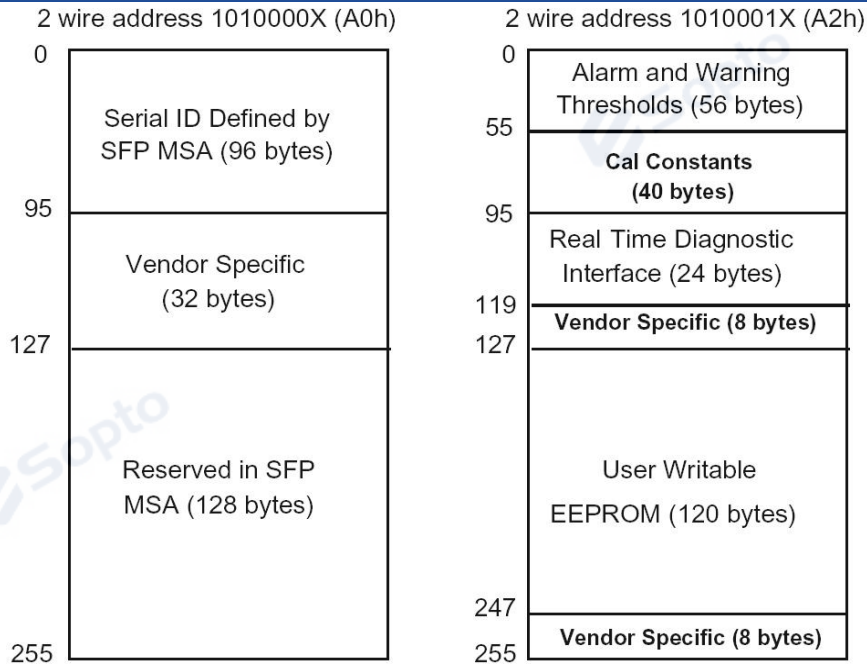 2 wire address 1010000X (A0h)
0
Serial ID Defined by
SFP MSA (96 bytes)
95
Vendor Specific
(32 bytes)
127
Reserved in SFP
MSA (128 bytes)
255
2 wire address 1010001X (A2h)
0
Alarm and Warning
Thresholds (56 bytes)
55
Cal Constants
(40 bytes)
95
Real Time Diagnostic
Interface (24 bytes)
119
Vendor Specific (8 bytes)
127
User Writable
EEPROM (120 bytes)
247
Vendor Specific (8 bytes)
255
Sopto
Sopto